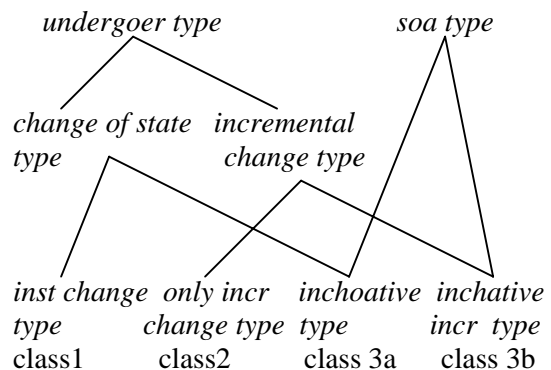 undergoer type soa type
change of state incremental
type change type
inst change only incr inchoative inchative
type change type type incr type
class1 class2 class 3a class 3b